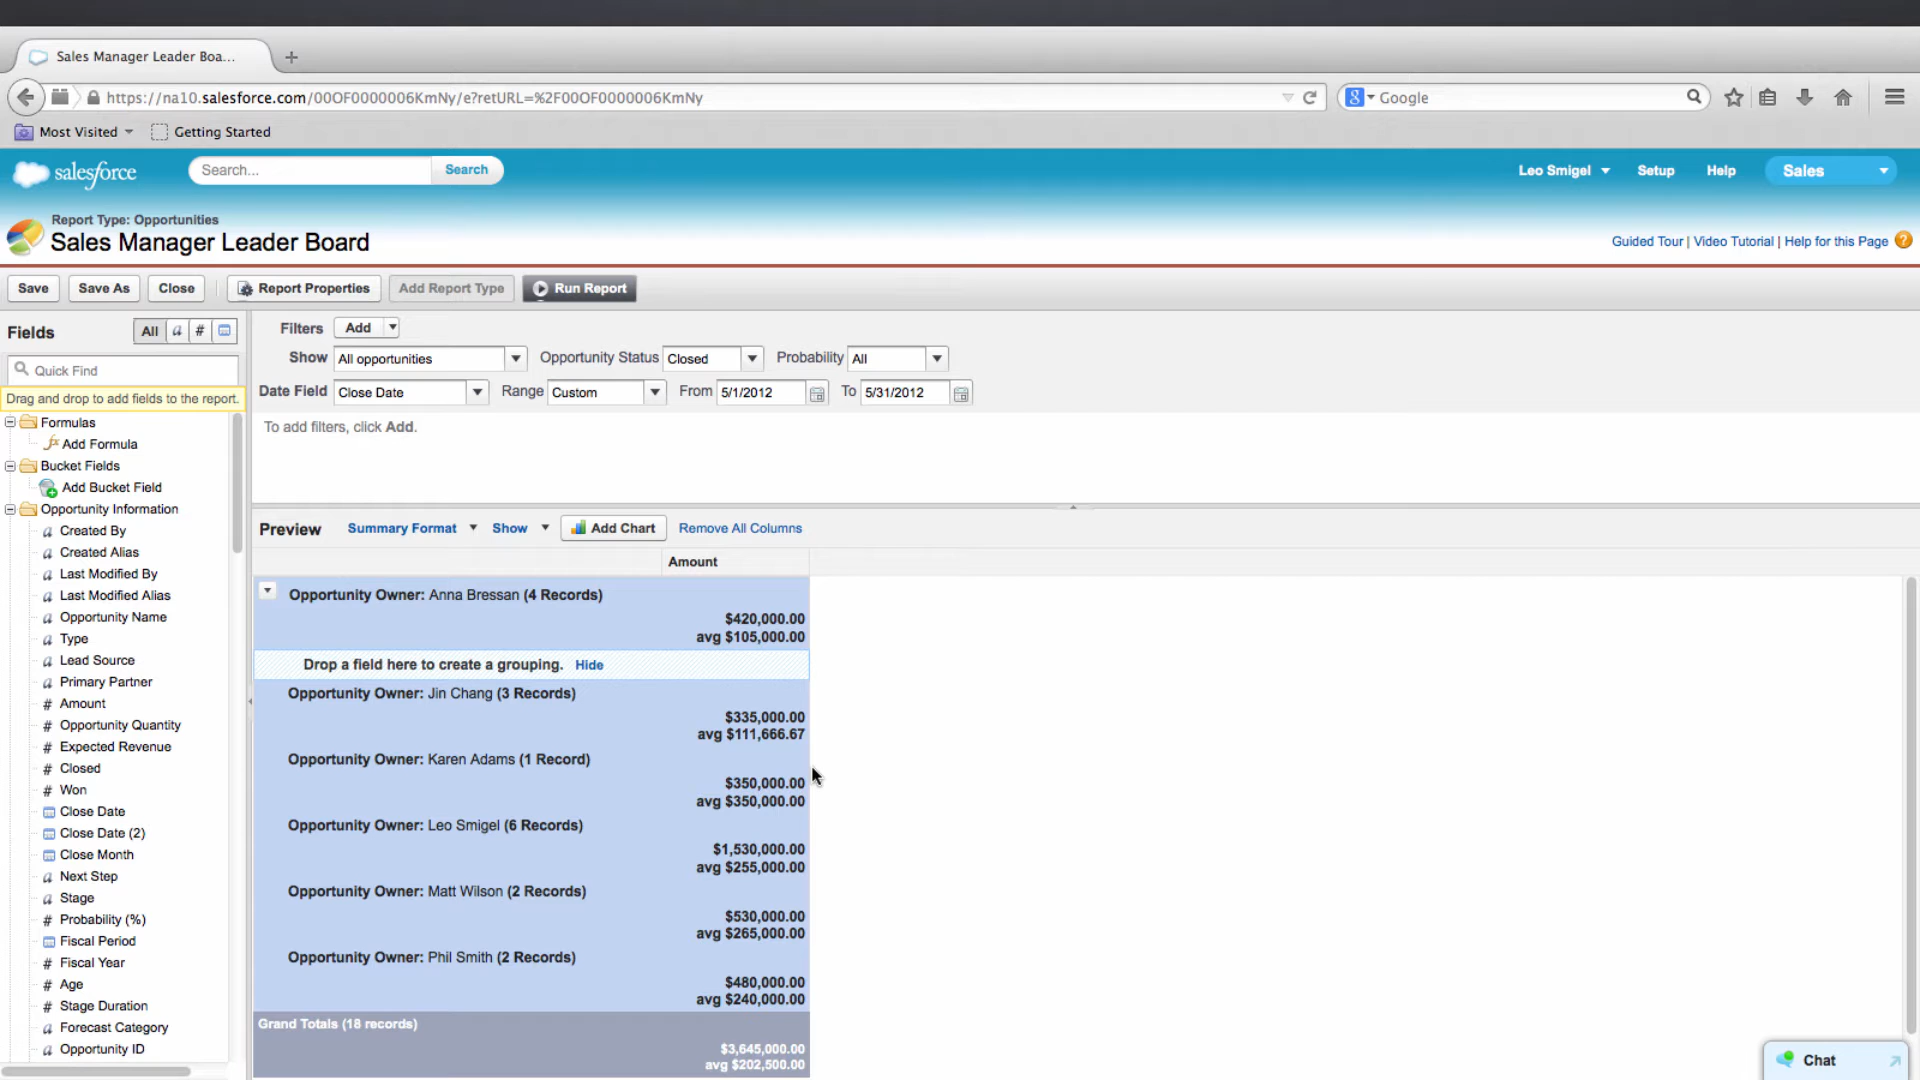 Sales Manager Leader Boa...
https://na10.salesforce.com/00OF0000006KmNy/e?retURL=%2F00OF0000006KmNy
Google
Most Visited
Getting Started
salesforce
Search...
Search
Leo Smigel
Setup
Help
Sales
Report Type: Opportunities
Sales Manager Leader Board
Guided Tour | Video Tutorial | Help for this Page
Save
Save As
Close
Report Properties
Add Report Type
Run Report
Fields
All
a
#
Quick Find
Drag and drop to add fields to the report.
Formulas
fx Add Formula
Bucket Fields
Add Bucket Field
Opportunity Information
a Created By
a Created Alias
a Last Modified By
a Last Modified Alias
a Opportunity Name
a Type
a Lead Source
a Primary Partner
# Amount
# Opportunity Quantity
# Expected Revenue
# Closed
# Won
Close Date
Close Date (2)
Close Month
a Next Step
a Stage
# Probability (%)
Fiscal Period
# Fiscal Year
# Age
# Stage Duration
a Forecast Category
a Opportunity ID
Filters Add
Show All opportunities Opportunity Status Closed Probability All
Date Field Close Date Range Custom From 5/1/2012 To 5/31/2012
To add filters, click Add.
Preview Summary Format Show Add Chart Remove All Columns
Amount
Opportunity Owner: Anna Bressan (4 Records)
$420,000.00
avg $105,000.00
Drop a field here to create a grouping. Hide
Opportunity Owner: Jin Chang (3 Records)
$335,000.00
avg $111,666.67
Opportunity Owner: Karen Adams (1 Record)
$350,000.00
avg $350,000.00
Opportunity Owner: Leo Smigel (6 Records)
$1,530,000.00
avg $255,000.00
Opportunity Owner: Matt Wilson (2 Records)
$530,000.00
avg $265,000.00
Opportunity Owner: Phil Smith (2 Records)
$480,000.00
avg $240,000.00
Grand Totals (18 records)
$3,645,000.00
avg $202,500.00
Chat